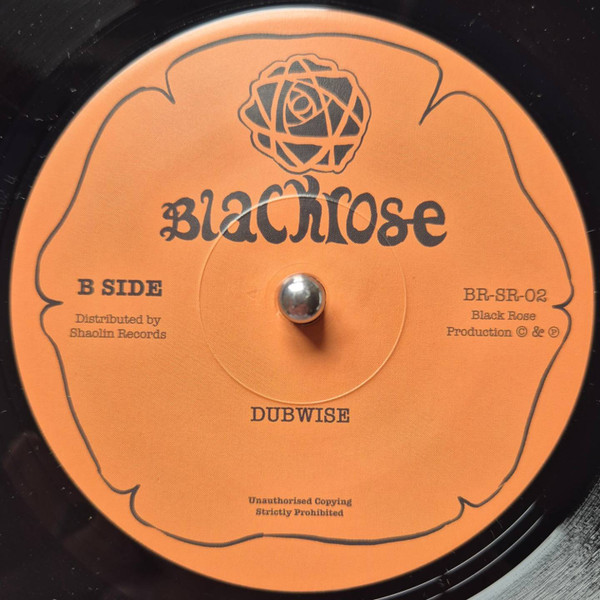 Blackrose
B SIDE
Distributed by
Shaolin Records
BR-SR-02
Black Rose
Production © & ℗
DUBWISE
Unauthorised Copying
Strictly Prohibited